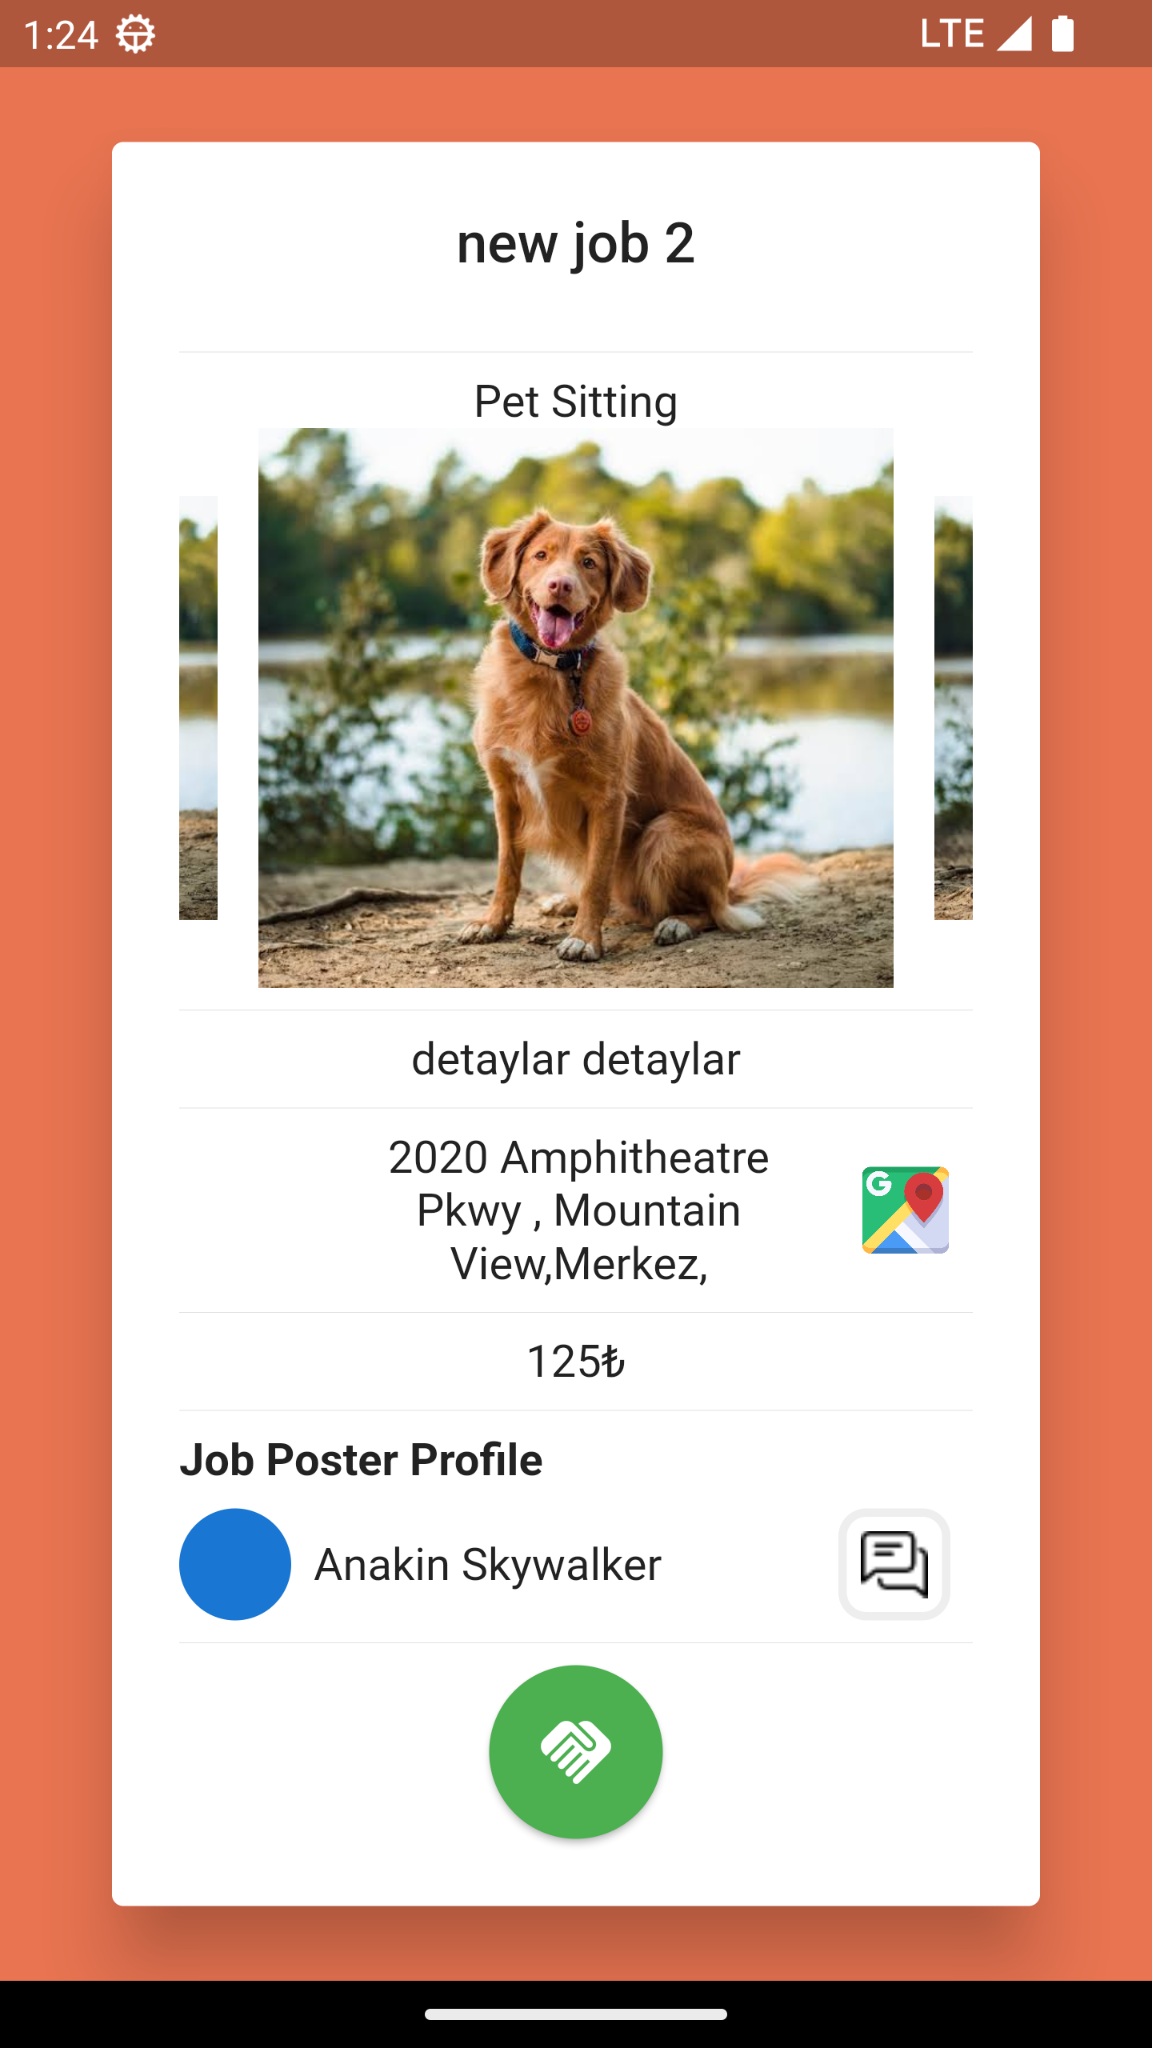 1:24 LTE
new job 2
Pet Sitting
detaylar detaylar
2020 Amphitheatre
Pkwy , Mountain
View,Merkez,
G
125₺
Job Poster Profile
Anakin Skywalker